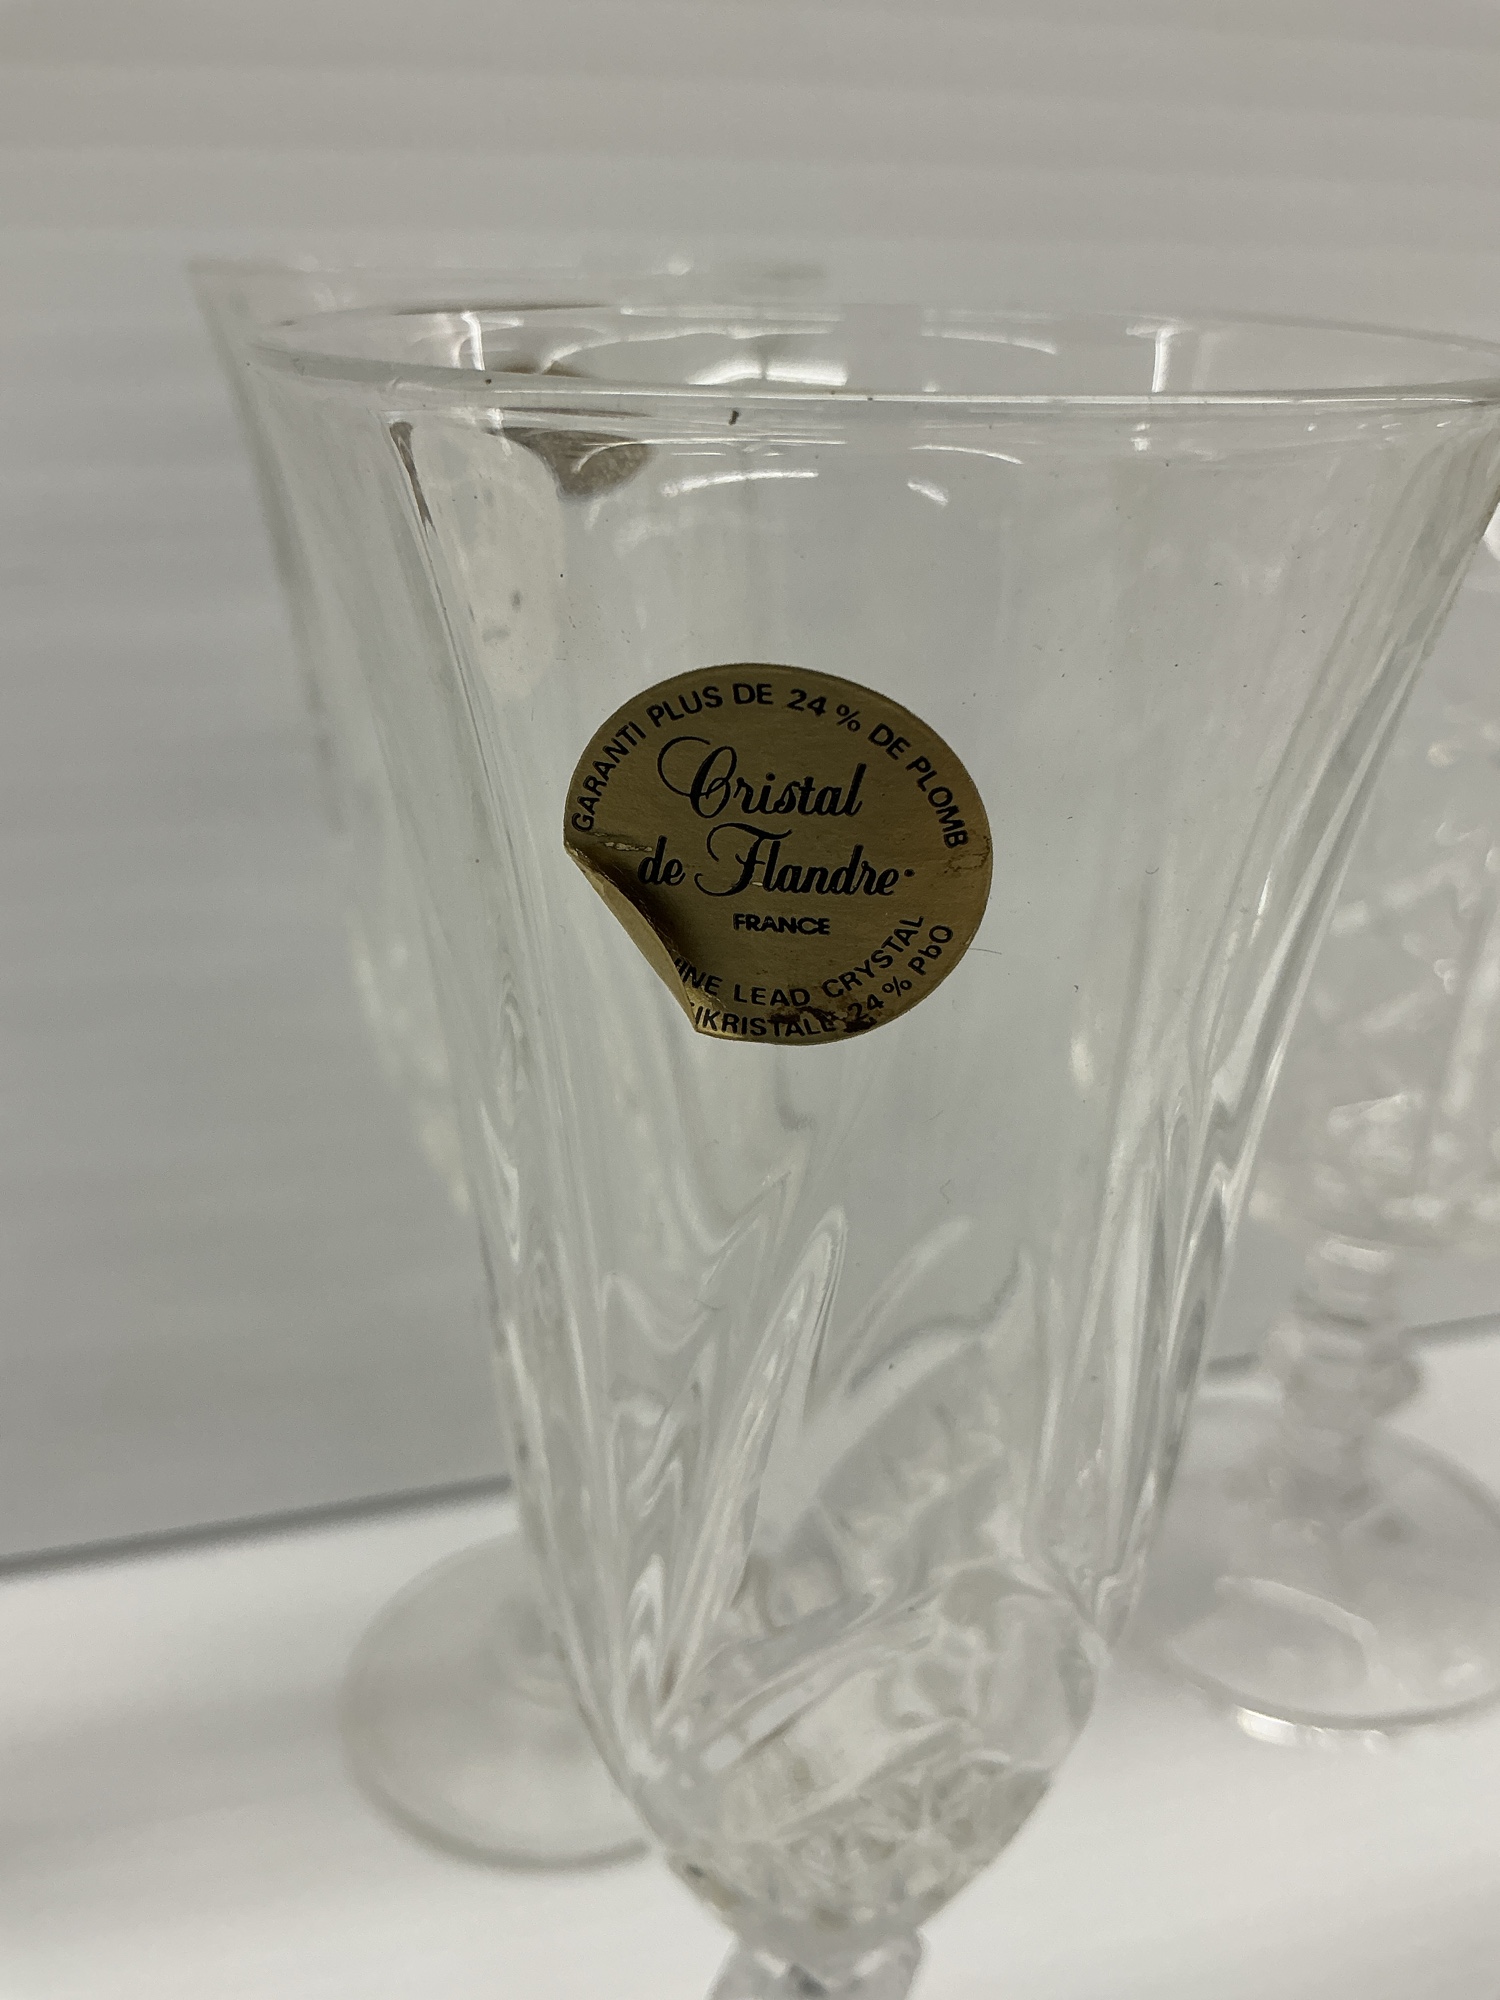 GARANTI PLUS DE 24% DE PLOMB
Cristal
de Flandre
FRANCE
LEAD CRYSTAL
24% PbO